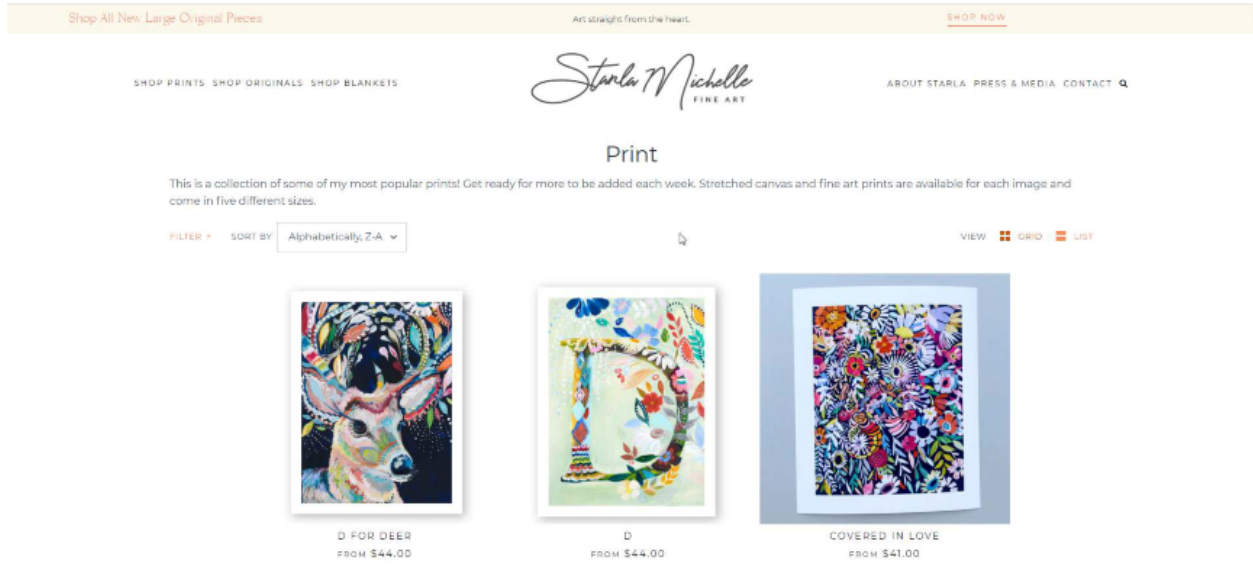 Shop All New Large Original Pieces
Art straight from the heart.
SHOP NOW
SHOP PRINTS SHOP ORIGINALS SHOP BLANKETS
Starla Michelle
FINE ART
ABOUT STARLA PRESS & MEDIA CONTACT
Print
This is a collection of some of my most popular prints! Get ready for more to be added each week. Stretched canvas and fine art prints are available for each image and
come in five different sizes.
FILTER +
SORT BY
Alphabetically, Z-A
VIEW
GRID
LIST
D
D FOR DEER
FROM $44.00
D
FROM $44.00
COVERED IN LOVE
FROM $41.00